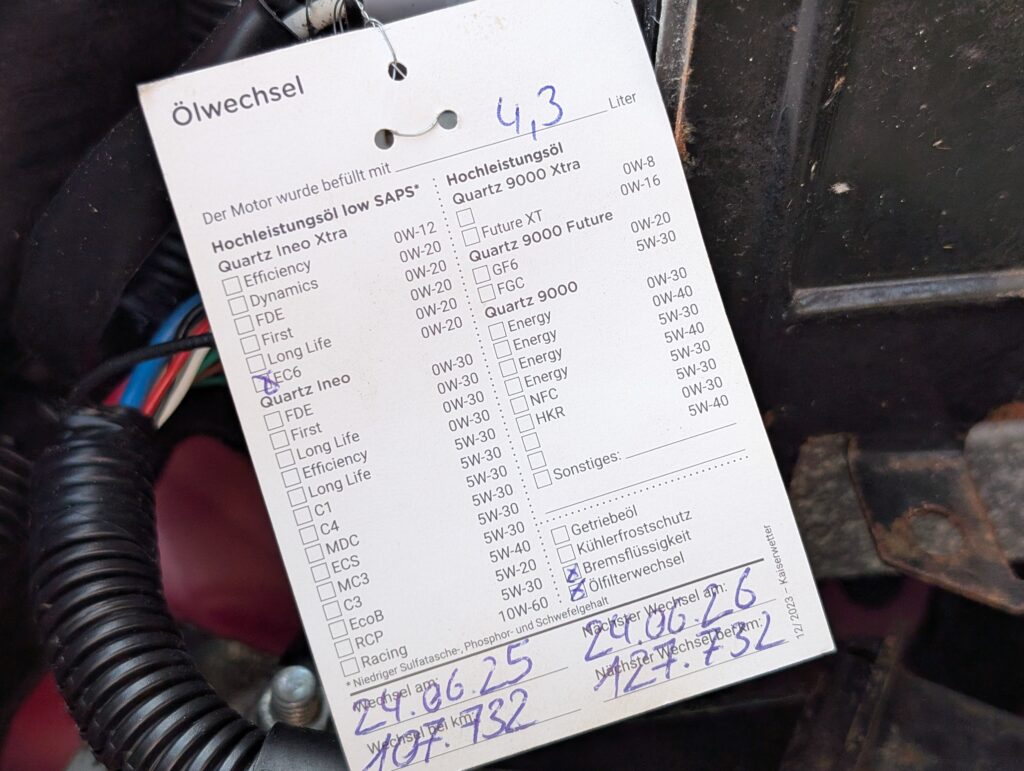 Ölwechsel
Der Motor wurde befüllt mit 4,3 Liter
Hochleistungsöl low SAPS*
Quartz Ineo Xtra
Efficiency 0W-12
Dynamics 0W-20
FDE 0W-20
First 0W-20
Long Life 0W-20
EC6 0W-20
Quartz Ineo
FDE 0W-30
First 0W-30
Long Life 0W-30
Efficiency 0W-30
Long Life 5W-30
C1 5W-30
C4 5W-30
MDC 5W-30
ECS 5W-30
MC3 5W-30
C3 5W-40
EcoB 5W-20
RCP 5W-30
Racing 10W-60
* Niedriger Sulfatasche-, Phosphor- und Schwefelgehalt
Hochleistungsöl
Quartz 9000 Xtra
0W-8
Future XT 0W-16
Quartz 9000 Future
GF6 0W-20
FGC 5W-30
Quartz 9000
Energy 0W-30
Energy 0W-40
Energy 5W-30
Energy 5W-40
NFC 5W-30
HKR 5W-30
0W-30
5W-40
Sonstiges:
Getriebeöl
Kühlerfrostschutz
Bremsflüssigkeit
Ölfilterwechsel
Wechsel am: 24.06.25
Wechsel bei km: 107.732
Nächster Wechsel am: 24.06.26
Nächster Wechsel bei km: 127.732
12/2023 – Kaiserwetter